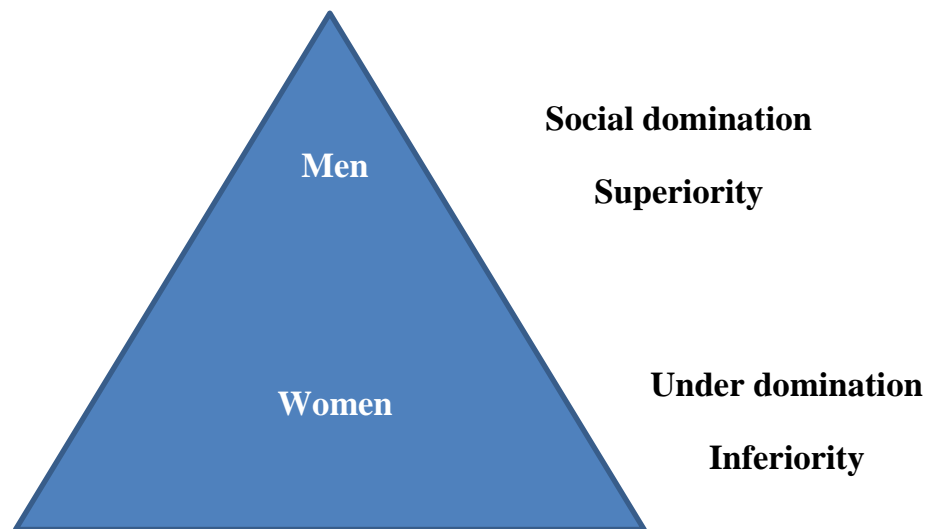 Social domination
Men
Superiority
Under domination
Women
Inferiority